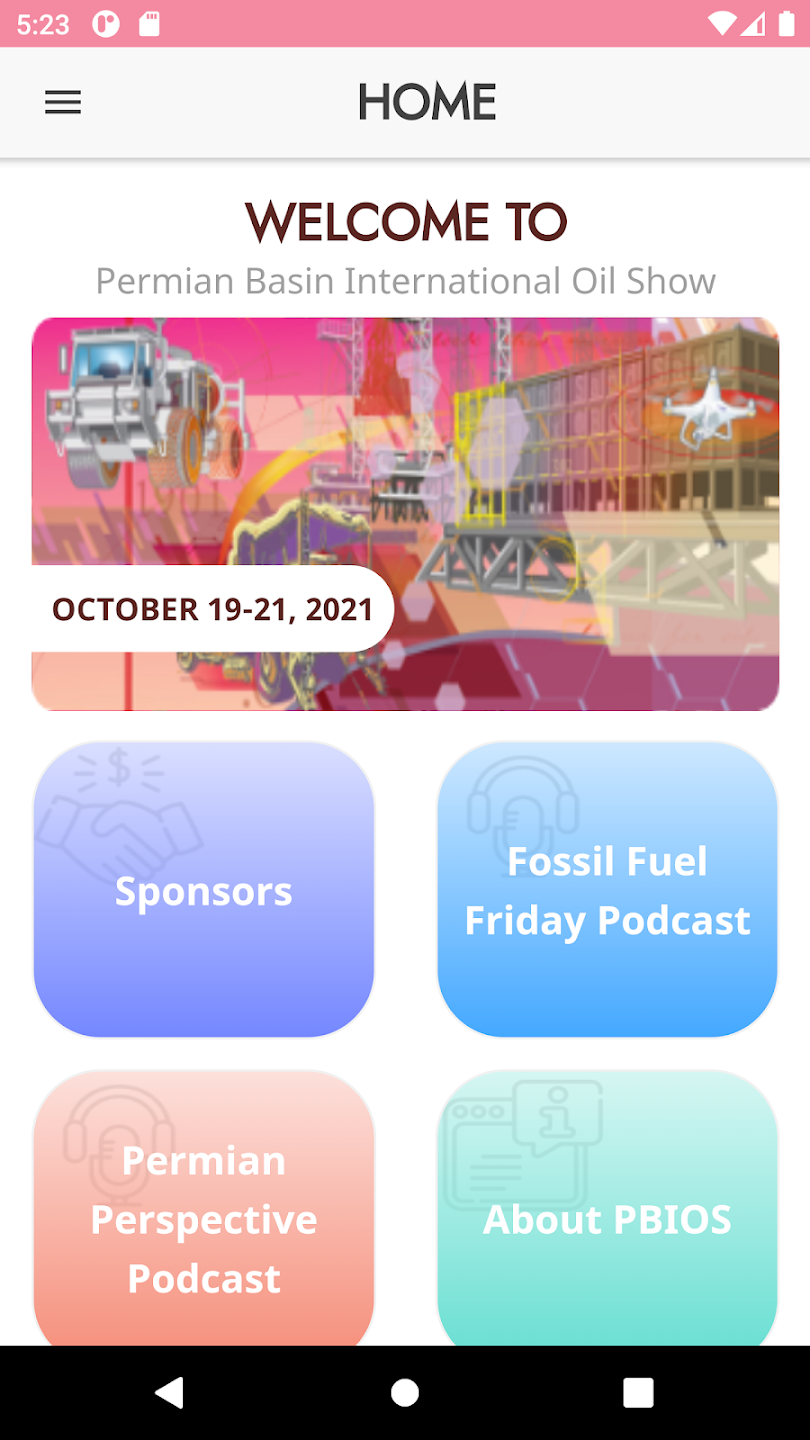 5:23
HOME
WELCOME TO
Permian Basin International Oil Show
OCTOBER 19-21, 2021
$
Sponsors
Fossil Fuel
Friday Podcast
Permian
Perspective
Podcast
i
About PBIOS